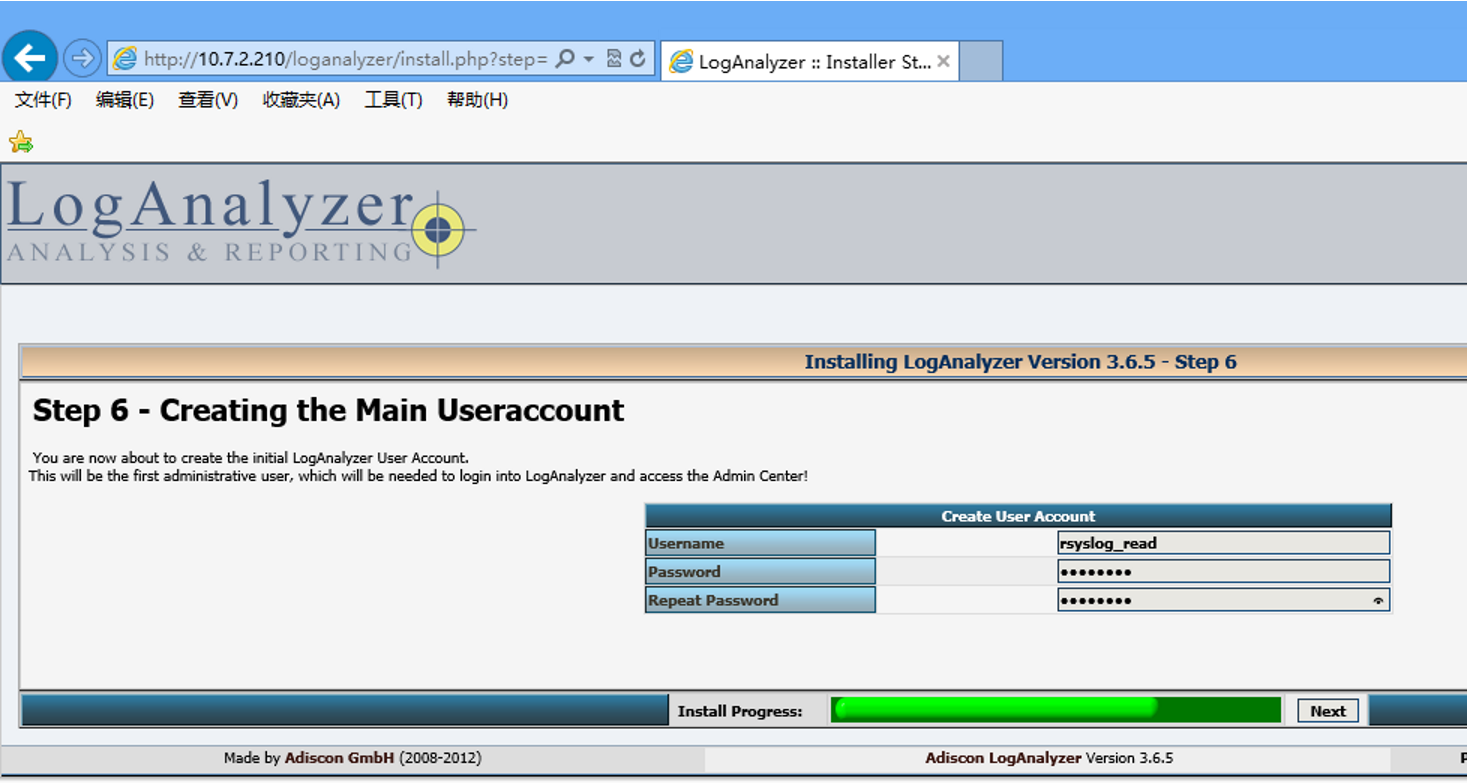 http://10.7.2.210/loganalyzer/install.php?step=
LogAnalyzer :: Installer St...
文件(F) 编辑(E) 查看(V) 收藏夹(A) 工具(T) 帮助(H)
LogAnalyzer
ANALYSIS & REPORTING
Installing LogAnalyzer Version 3.6.5 - Step 6
Step 6 - Creating the Main Useraccount
You are now about to create the initial LogAnalyzer User Account.
This will be the first administrative user, which will be needed to login into LogAnalyzer and access the Admin Center!
Create User Account
Username rsyslog_read
Password ●●●●●●●●
Repeat Password ●●●●●●●●
Install Progress: Next
Made by Adiscon GmbH (2008-2012) Adiscon LogAnalyzer Version 3.6.5 P